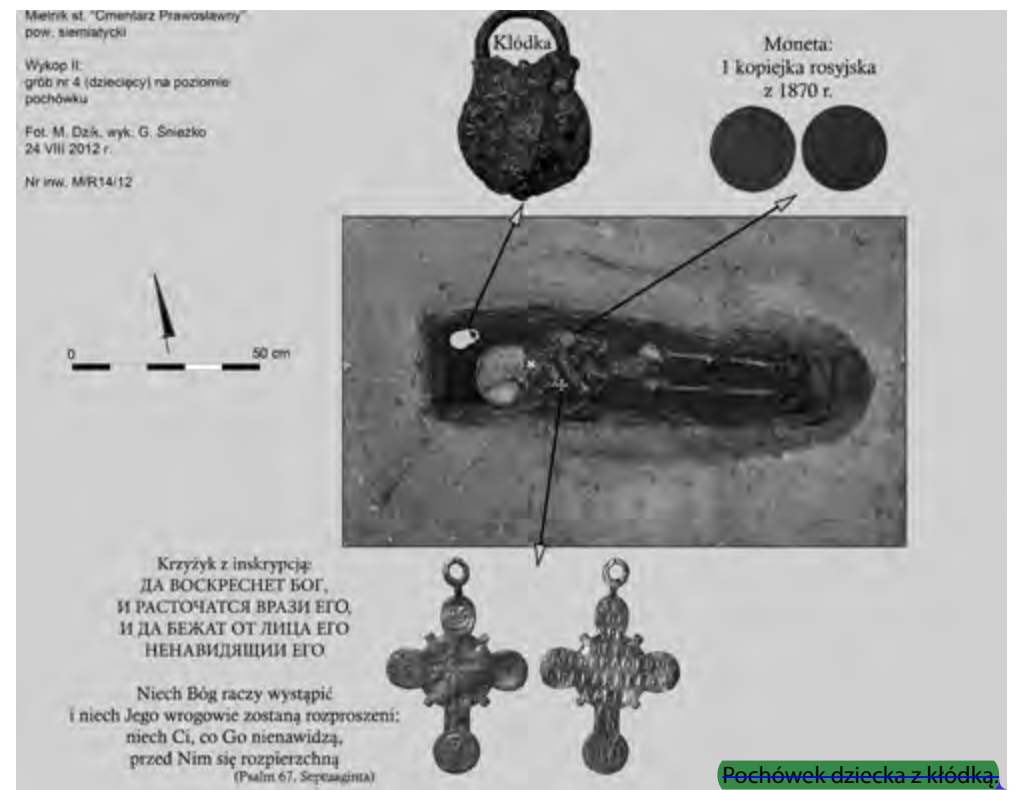 Mielnik st. "Cmentarz Prawosławny"
pow. siemiatycki
Wykop II:
grób nr 4 (dziecięcy) na poziomie
pochówku
Fot. M. Dzik, wyk. G. Śnieżko
24 VIII 2012 r.
Nr inw. M/R14/12
Kłódka
Moneta:
1 kopiejka rosyjska
z 1870 r.
0 50 cm
Krzyżyk z inskrypcją:
ДА ВОСКРЕСНЕТ БОГ,
И РАСТОЧАТСЯ ВРАЗИ ЕГО,
И ДА БЕЖАТ ОТ ЛИЦА ЕГО
НЕНАВИДЯЩИИ ЕГО
Niech Bóg raczy wystąpić
i niech Jego wrogowie zostaną rozproszeni;
niech Ci, co Go nienawidzą,
przed Nim się rozpierzchną
(Psalm 67, Septuaginta)
Pochówek dziecka z kłódką.